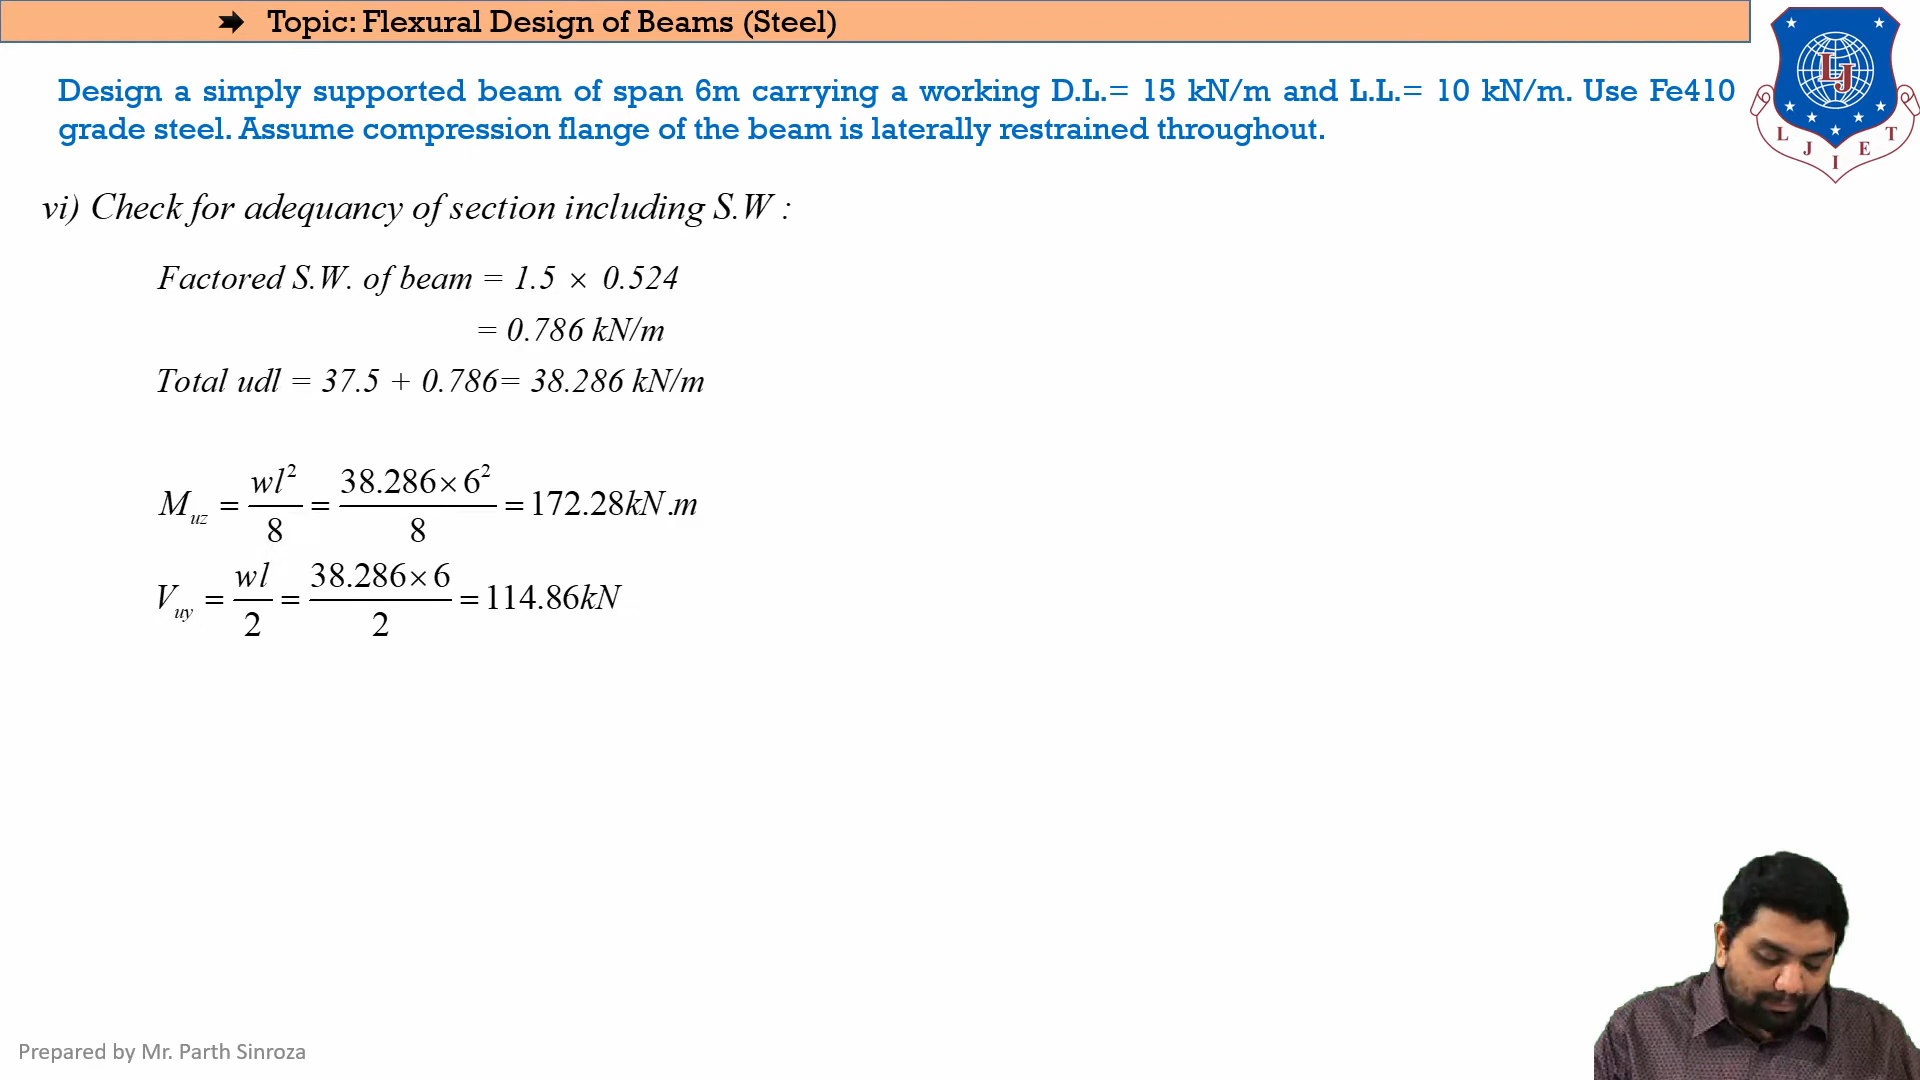 ➡ Topic: Flexural Design of Beams (Steel)
Design a simply supported beam of span 6m carrying a working D.L.= 15 kN/m and L.L.= 10 kN/m. Use Fe410
grade steel. Assume compression flange of the beam is laterally restrained throughout.
LJ
L J I E T
vi) Check for adequancy of section including S.W :
Factored S.W. of beam = 1.5 × 0.524
= 0.786 kN/m
Total udl = 37.5 + 0.786= 38.286 kN/m
M_uz = wl²/8 = 38.286×6²/8 = 172.28kN.m
V_uy = wl/2 = 38.286×6/2 = 114.86kN
Prepared by Mr. Parth Sinroza